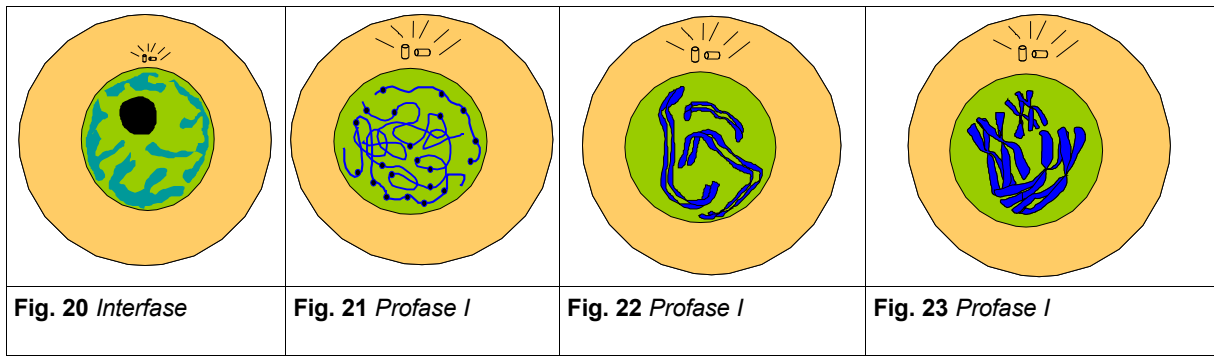 Fig. 20 Interfase
Fig. 21 Profase I
Fig. 22 Profase I
Fig. 23 Profase I